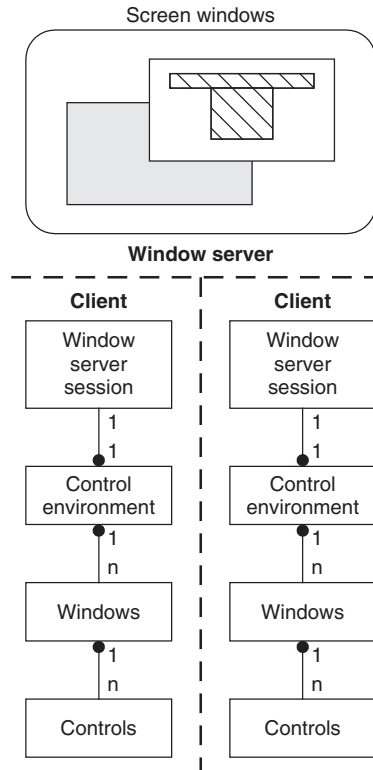 Screen windows
Window server
Client
Window
server
session
1
1
Control
environment
1
n
Windows
1
n
Controls
Client
Window
server
session
1
1
Control
environment
1
n
Windows
1
n
Controls